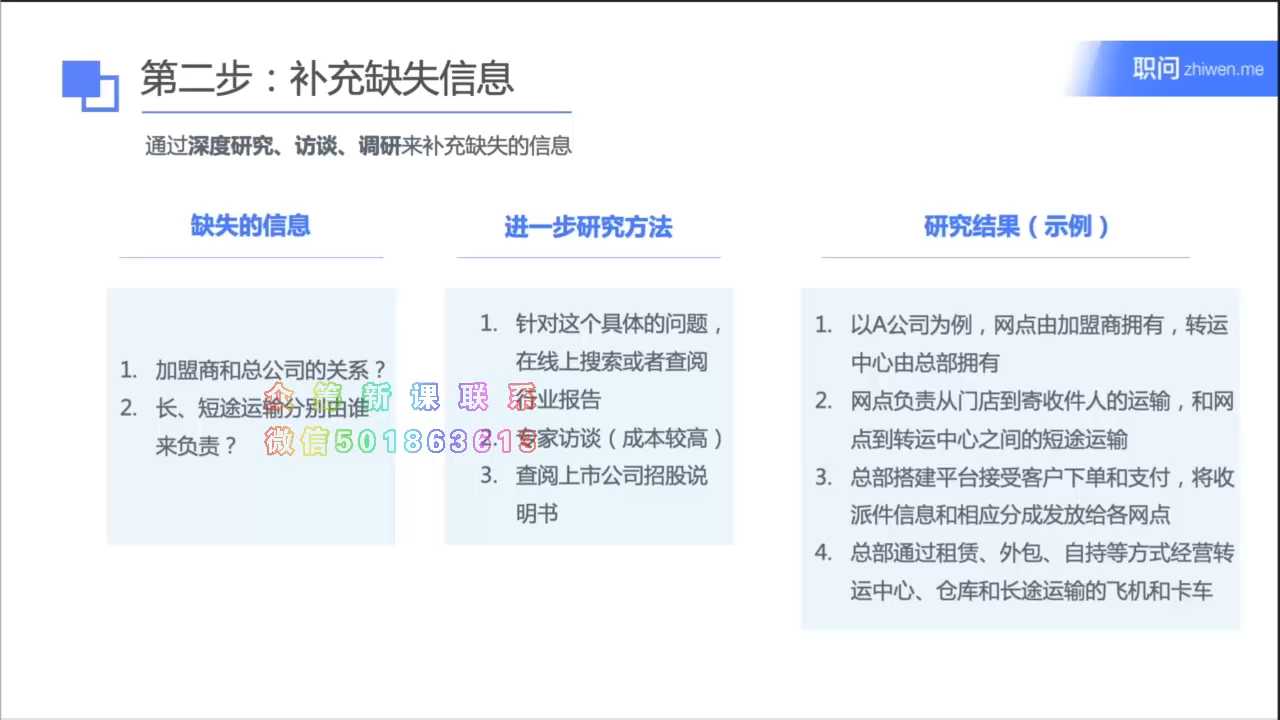 第二步：补充缺失信息
职问 zhiwen.me
通过深度研究、访谈、调研来补充缺失的信息
缺失的信息
1. 加盟商和总公司的关系？
2. 长、短途运输分别由谁
来负责？
进一步研究方法
1. 针对这个具体的问题，
在线上搜索或者查阅
行业报告
2. 专家访谈（成本较高）
3. 查阅上市公司招股说
明书
研究结果（示例）
1. 以A公司为例，网点由加盟商拥有，转运
中心由总部拥有
2. 网点负责从门店到寄收件人的运输，和网
点到转运中心之间的短途运输
3. 总部搭建平台接受客户下单和支付，将收
派件信息和相应分成发放给各网点
4. 总部通过租赁、外包、自持等方式经营转
运中心、仓库和长途运输的飞机和卡车
众筹新课联系
微信501863613